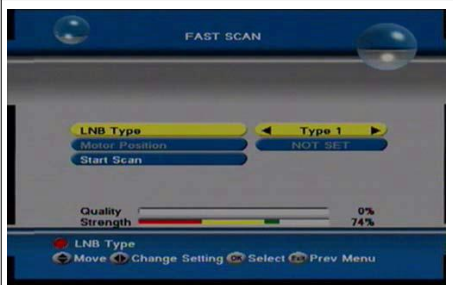 FAST SCAN
LNB Type Type 1
Motor Position NOT SET
Start Scan
Quality 0%
Strength 74%
LNB Type
Move Change Setting OK Select Prev Menu